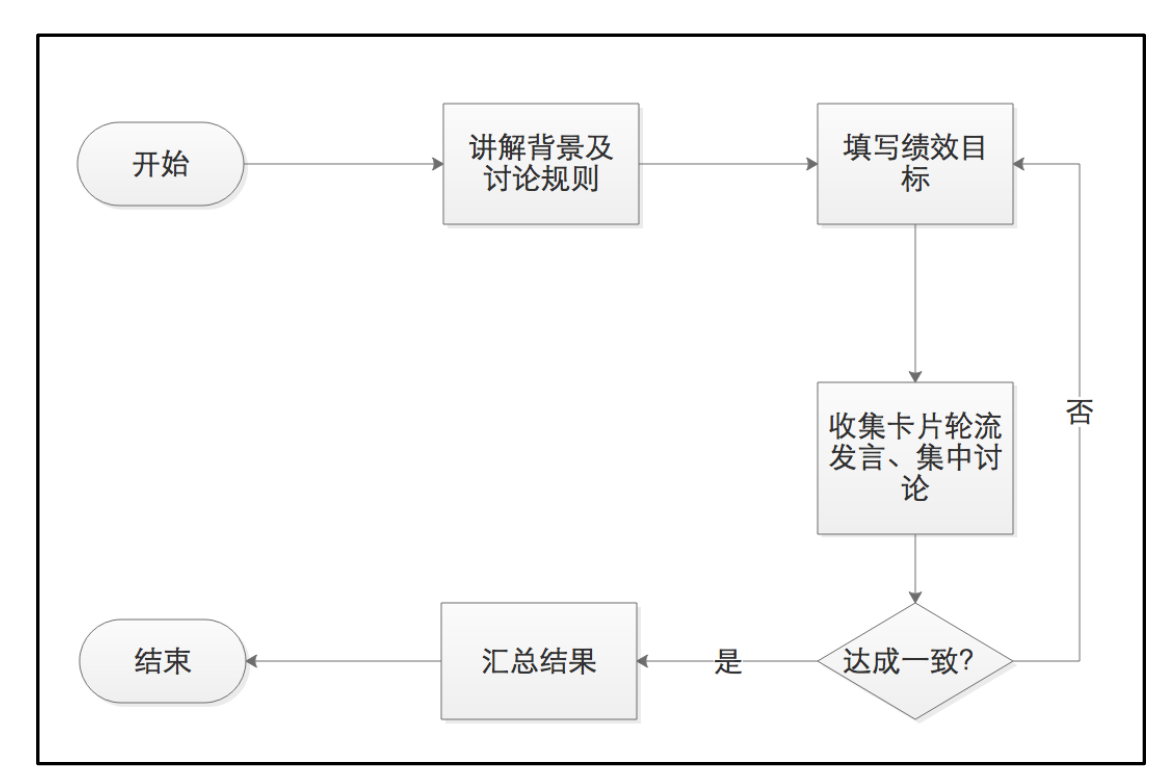 开始
讲解背景及
讨论规则
填写绩效目
标
收集卡片轮流
发言、集中讨
论
否
达成一致?
是
汇总结果
结束